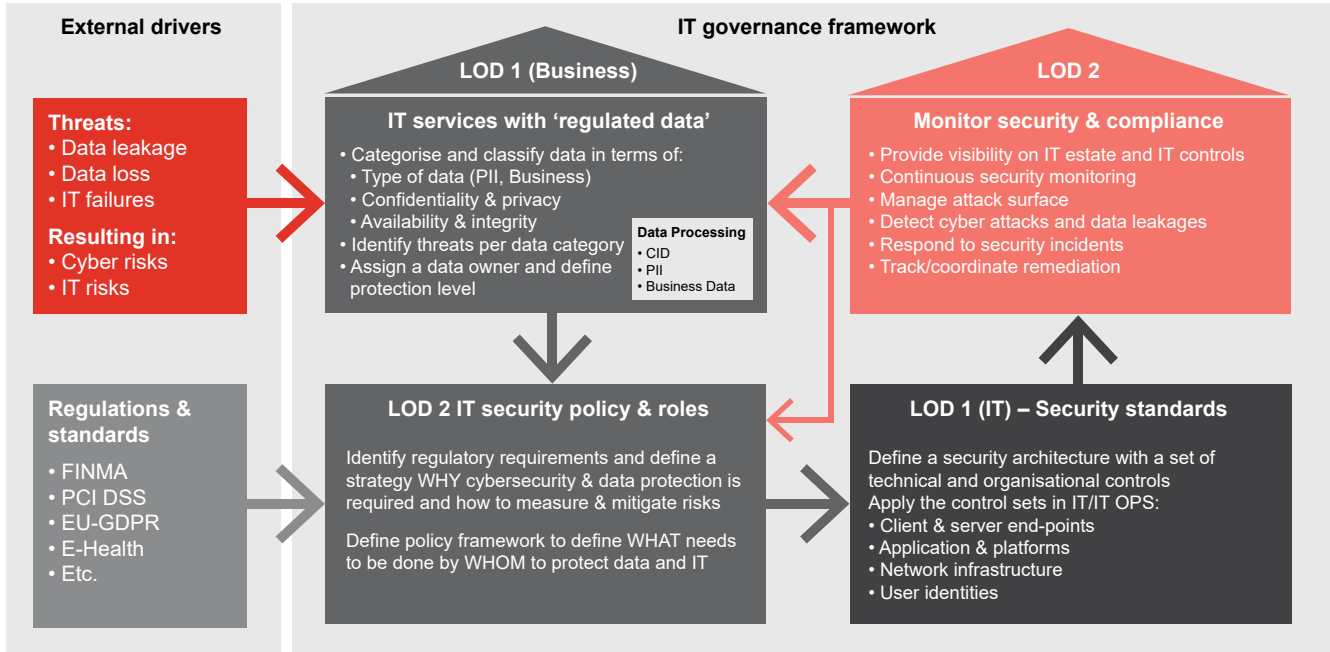 External drivers
IT governance framework
Threats:
• Data leakage
• Data loss
• IT failures
Resulting in:
• Cyber risks
• IT risks
Regulations &
standards
• FINMA
• PCI DSS
• EU-GDPR
• E-Health
• Etc.
LOD 1 (Business)
IT services with ‘regulated data’
• Categorise and classify data in terms of:
• Type of data (PII, Business)
• Confidentiality & privacy
• Availability & integrity
• Identify threats per data category
• Assign a data owner and define
protection level
Data Processing
• CID
• PII
• Business Data
LOD 2 IT security policy & roles
Identify regulatory requirements and define a
strategy WHY cybersecurity & data protection is
required and how to measure & mitigate risks
Define policy framework to define WHAT needs
to be done by WHOM to protect data and IT
LOD 2
Monitor security & compliance
• Provide visibility on IT estate and IT controls
• Continuous security monitoring
• Manage attack surface
• Detect cyber attacks and data leakages
• Respond to security incidents
• Track/coordinate remediation
LOD 1 (IT) – Security standards
Define a security architecture with a set of
technical and organisational controls
Apply the control sets in IT/IT OPS:
• Client & server end-points
• Application & platforms
• Network infrastructure
• User identities